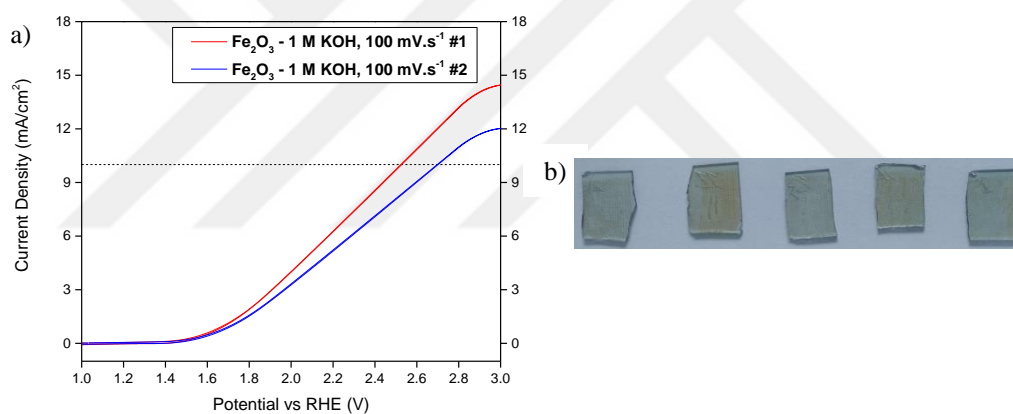 a)
Fe₂O₃ - 1 M KOH, 100 mV.s⁻¹ #1
Fe₂O₃ - 1 M KOH, 100 mV.s⁻¹ #2
18 18
15 15
12 12
9 9
6 6
3 3
0 0
1.0 1.2 1.4 1.6 1.8 2.0 2.2 2.4 2.6 2.8 3.0
Current Density (mA/cm²)
Potential vs RHE (V)
b)